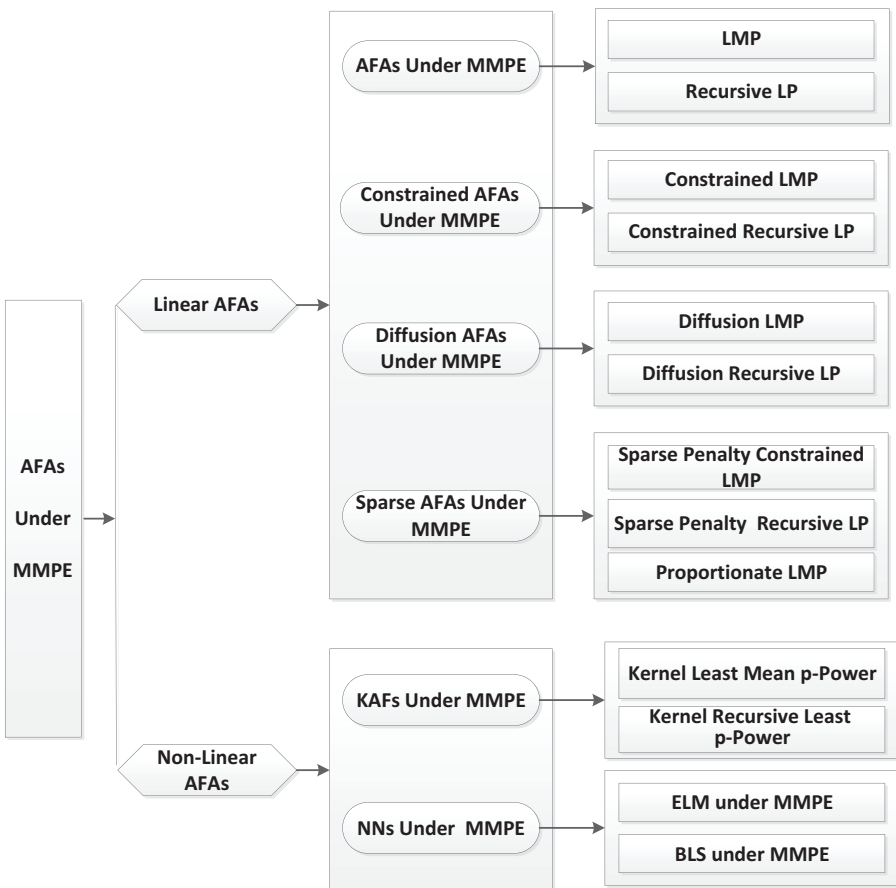 AFAs
Under
MMPE
Linear AFAs
AFAs Under MMPE
LMP
Recursive LP
Constrained AFAs
Under MMPE
Constrained LMP
Constrained Recursive LP
Diffusion AFAs
Under MMPE
Diffusion LMP
Diffusion Recursive LP
Sparse AFAs Under
MMPE
Sparse Penalty Constrained
LMP
Sparse Penalty Recursive LP
Proportionate LMP
Non-Linear
AFAs
KAFs Under MMPE
Kernel Least Mean p-Power
Kernel Recursive Least
p-Power
NNs Under MMPE
ELM under MMPE
BLS under MMPE